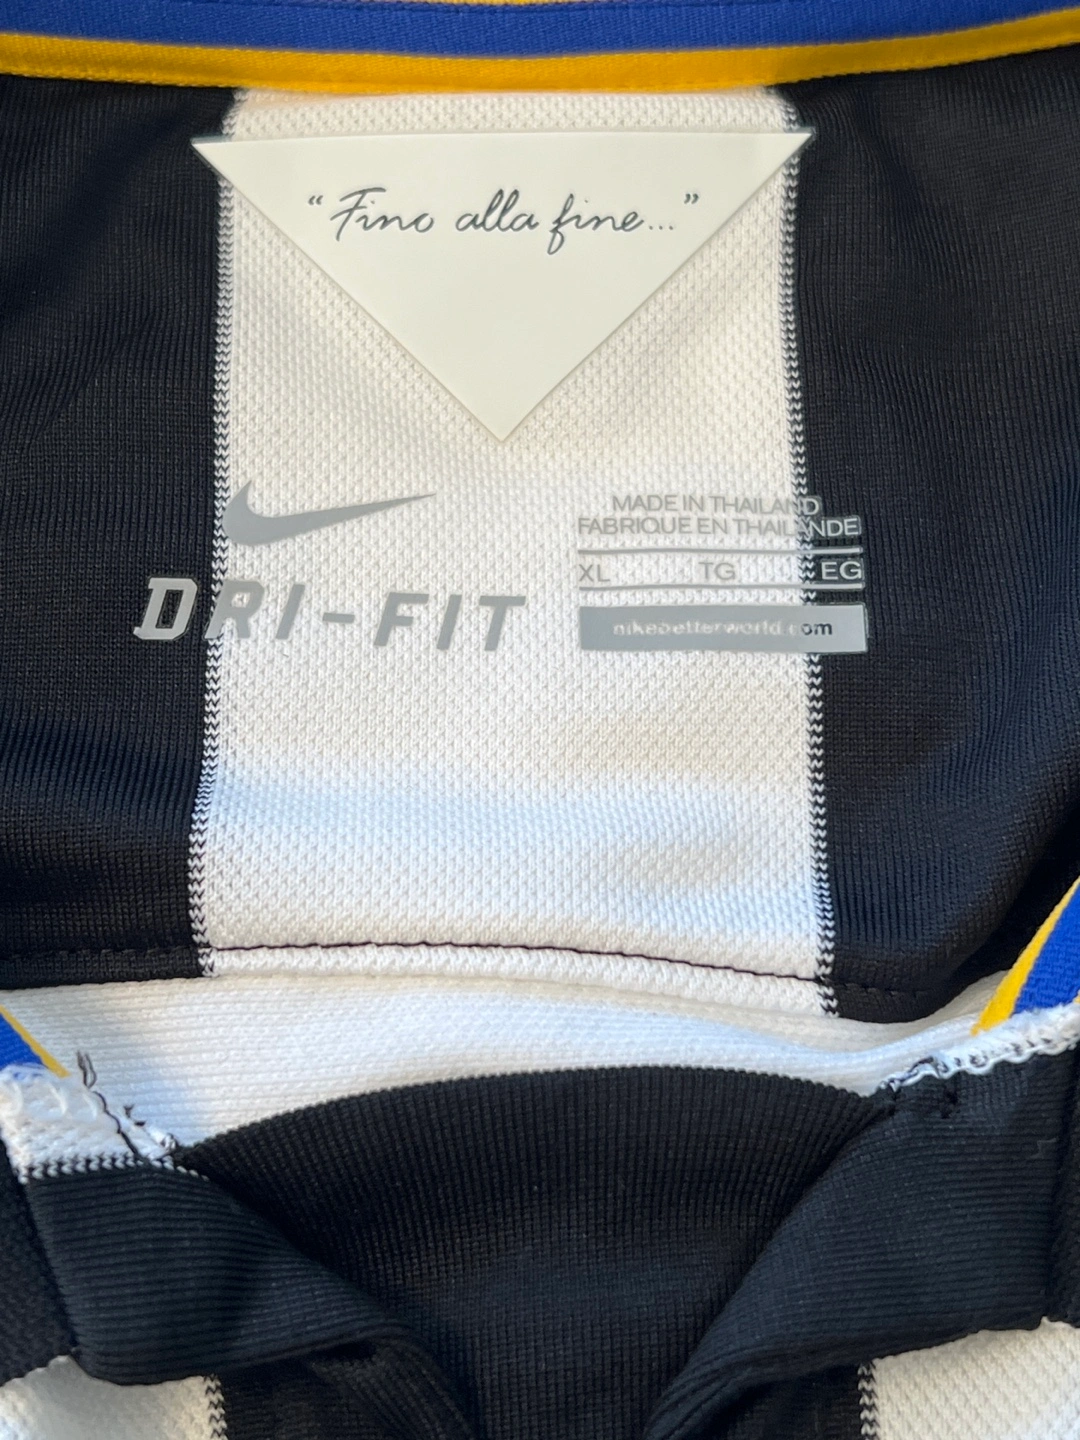 “Fino alla fine...”
DRI-FIT
MADE IN THAILAND
FABRIQUE EN THAILANDE
XL TG EG
nikebetterworld.com